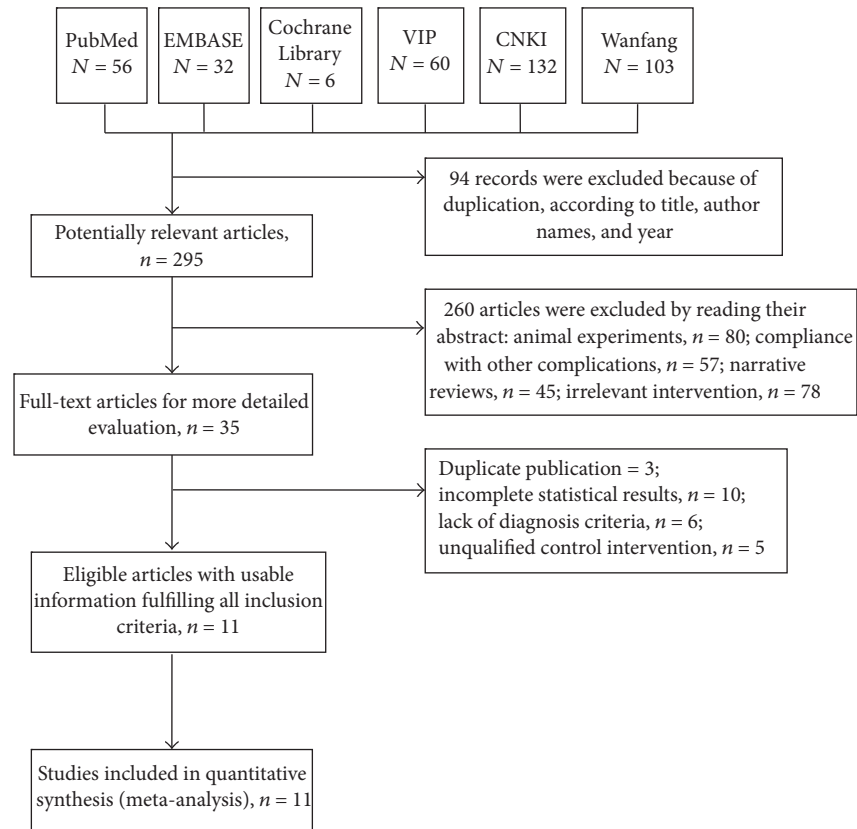 PubMed
N = 56
EMBASE
N = 32
Cochrane
Library
N = 6
VIP
N = 60
CNKI
N = 132
Wanfang
N = 103
94 records were excluded because of
duplication, according to title, author
names, and year
Potentially relevant articles,
n = 295
260 articles were excluded by reading their
abstract: animal experiments, n = 80; compliance
with other complications, n = 57; narrative
reviews, n = 45; irrelevant intervention, n = 78
Full-text articles for more detailed
evaluation, n = 35
Duplicate publication = 3;
incomplete statistical results, n = 10;
lack of diagnosis criteria, n = 6;
unqualified control intervention, n = 5
Eligible articles with usable
information fulfilling all inclusion
criteria, n = 11
Studies included in quantitative
synthesis (meta-analysis), n = 11